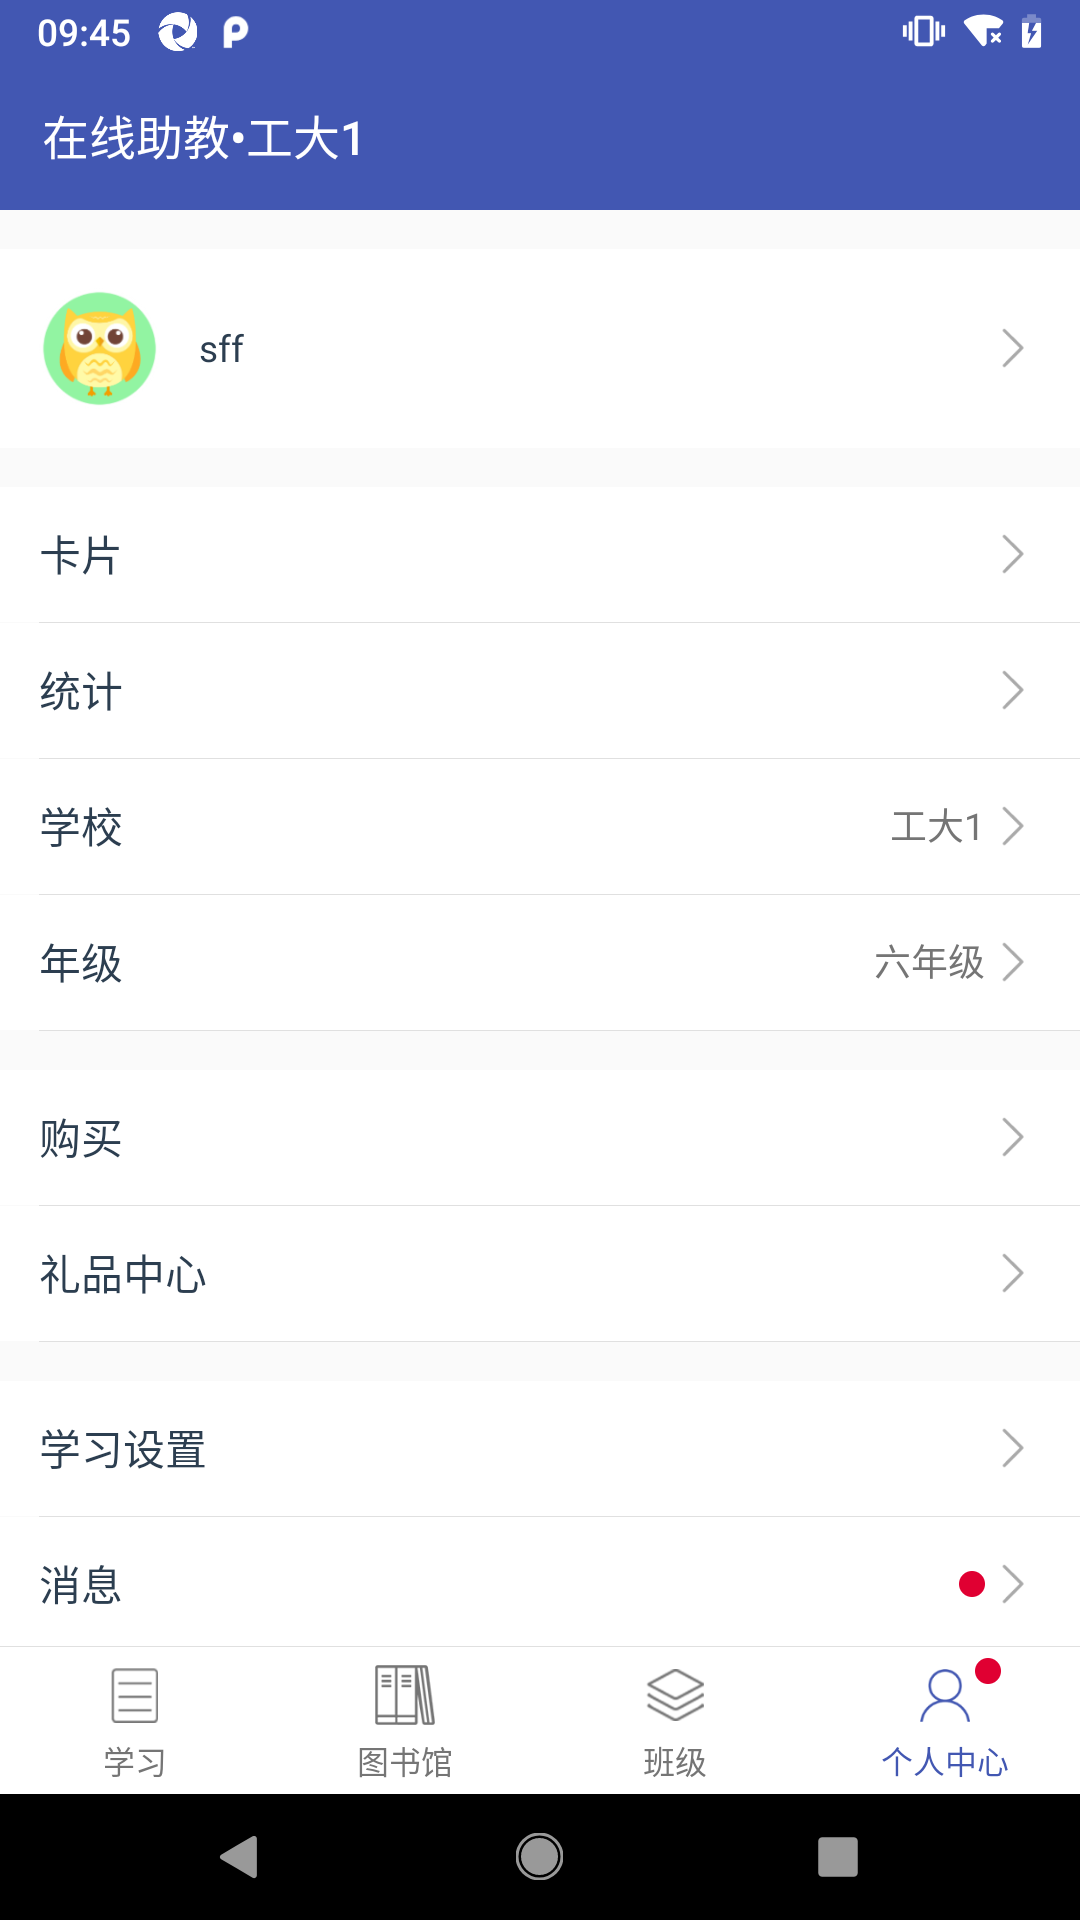 09:45
在线助教•工大1
sff
卡片
统计
学校 工大1
年级 六年级
购买
礼品中心
学习设置
消息
学习 图书馆 班级 个人中心